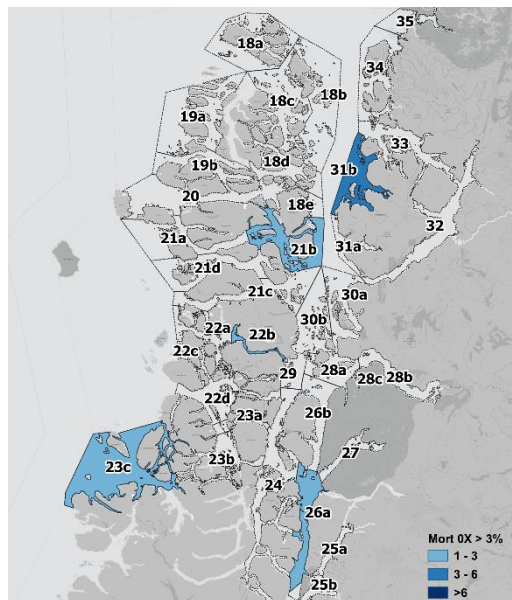 35
18a
34
18c
18b
19a
33
19b
18d
31b
20
18e
32
21a
21b
31a
21d
21c
30a
30b
22a
22b
22c
28a
29
28c
28b
22d
23a
26b
27
23b
23c
24
26a
25a
25b
Mort 0X > 3%
1 - 3
3 - 6
>6